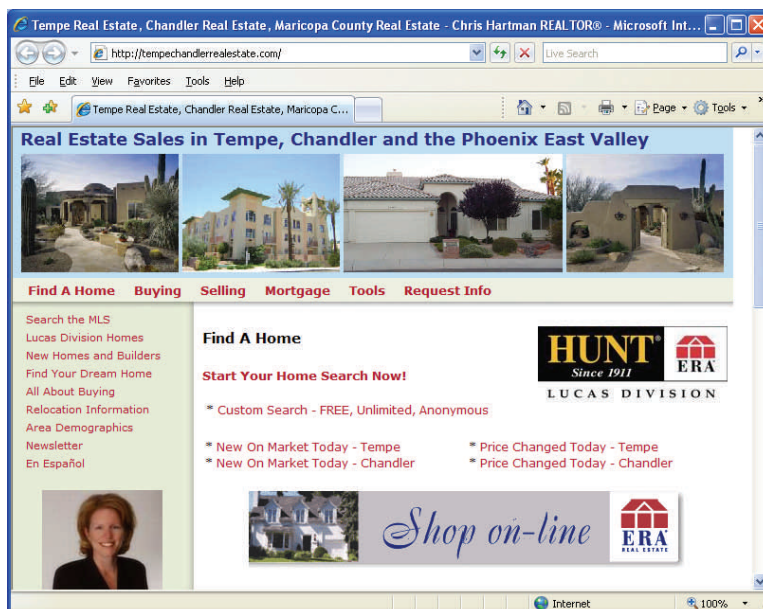 Tempe Real Estate, Chandler Real Estate, Maricopa County Real Estate - Chris Hartman REALTOR® - Microsoft Int...
http://tempechandlerrealestate.com/
Live Search
File Edit View Favorites Tools Help
Tempe Real Estate, Chandler Real Estate, Maricopa C...
Page Tools
Real Estate Sales in Tempe, Chandler and the Phoenix East Valley
Find A Home Buying Selling Mortgage Tools Request Info
Search the MLS
Lucas Division Homes
New Homes and Builders
Find Your Dream Home
All About Buying
Relocation Information
Area Demographics
Newsletter
En Español
Find A Home
Start Your Home Search Now!
* Custom Search - FREE, Unlimited, Anonymous
* New On Market Today - Tempe * Price Changed Today - Tempe
* New On Market Today - Chandler * Price Changed Today - Chandler
HUNT®
Since 1911
ERA
LUCAS DIVISION
Shop on-line
ERA
REAL ESTATE
Internet 100%